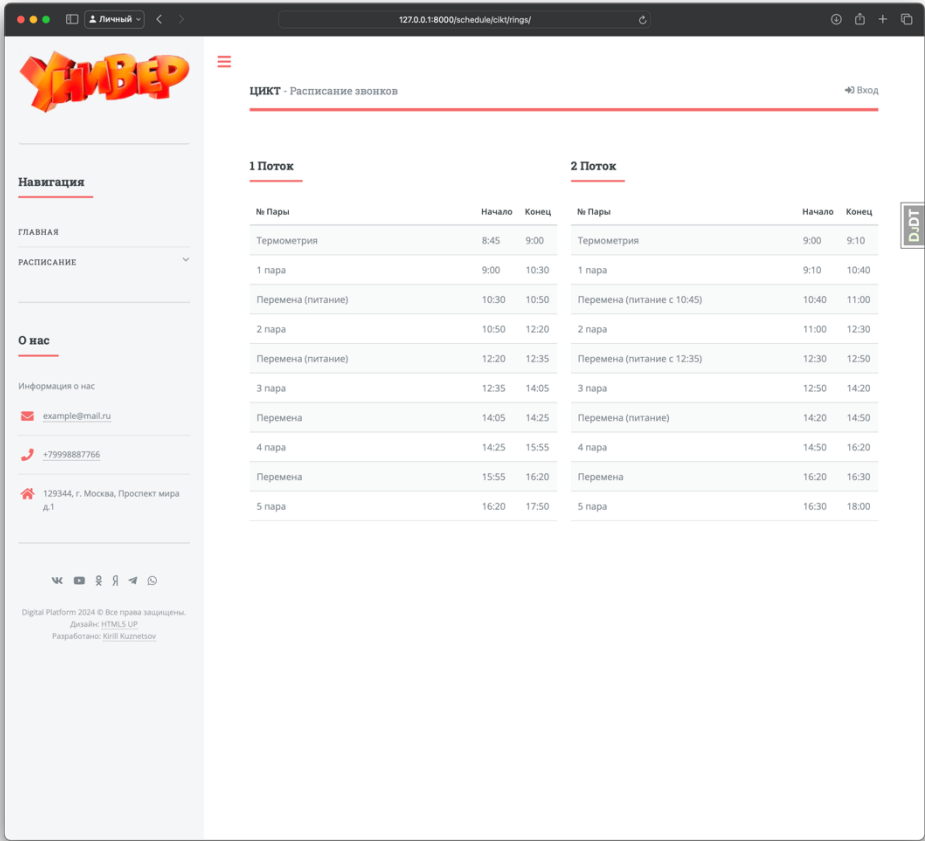 Личный
127.0.0.1:8000/schedule/cikt/rings/
УНИВЕР
ЦИКТ - Расписание звонков
Вход
Навигация
ГЛАВНАЯ
РАСПИСАНИЕ
О нас
Информация о нас
example@mail.ru
+79998887766
129344, г. Москва, Проспект мира
д.1
Digital Platform 2024 © Все права защищены.
Дизайн: HTML5 UP
Разработано: Kirill Kuznetsov
1 Поток
№ Пары Начало Конец
Термометрия 8:45 9:00
1 пара 9:00 10:30
Перемена (питание) 10:30 10:50
2 пара 10:50 12:20
Перемена (питание) 12:20 12:35
3 пара 12:35 14:05
Перемена 14:05 14:25
4 пара 14:25 15:55
Перемена 15:55 16:20
5 пара 16:20 17:50
2 Поток
№ Пары Начало Конец
Термометрия 9:00 9:10
1 пара 9:10 10:40
Перемена (питание с 10:45) 10:40 11:00
2 пара 11:00 12:30
Перемена (питание с 12:35) 12:30 12:50
3 пара 12:50 14:20
Перемена (питание) 14:20 14:50
4 пара 14:50 16:20
Перемена 16:20 16:30
5 пара 16:30 18:00
DJDT